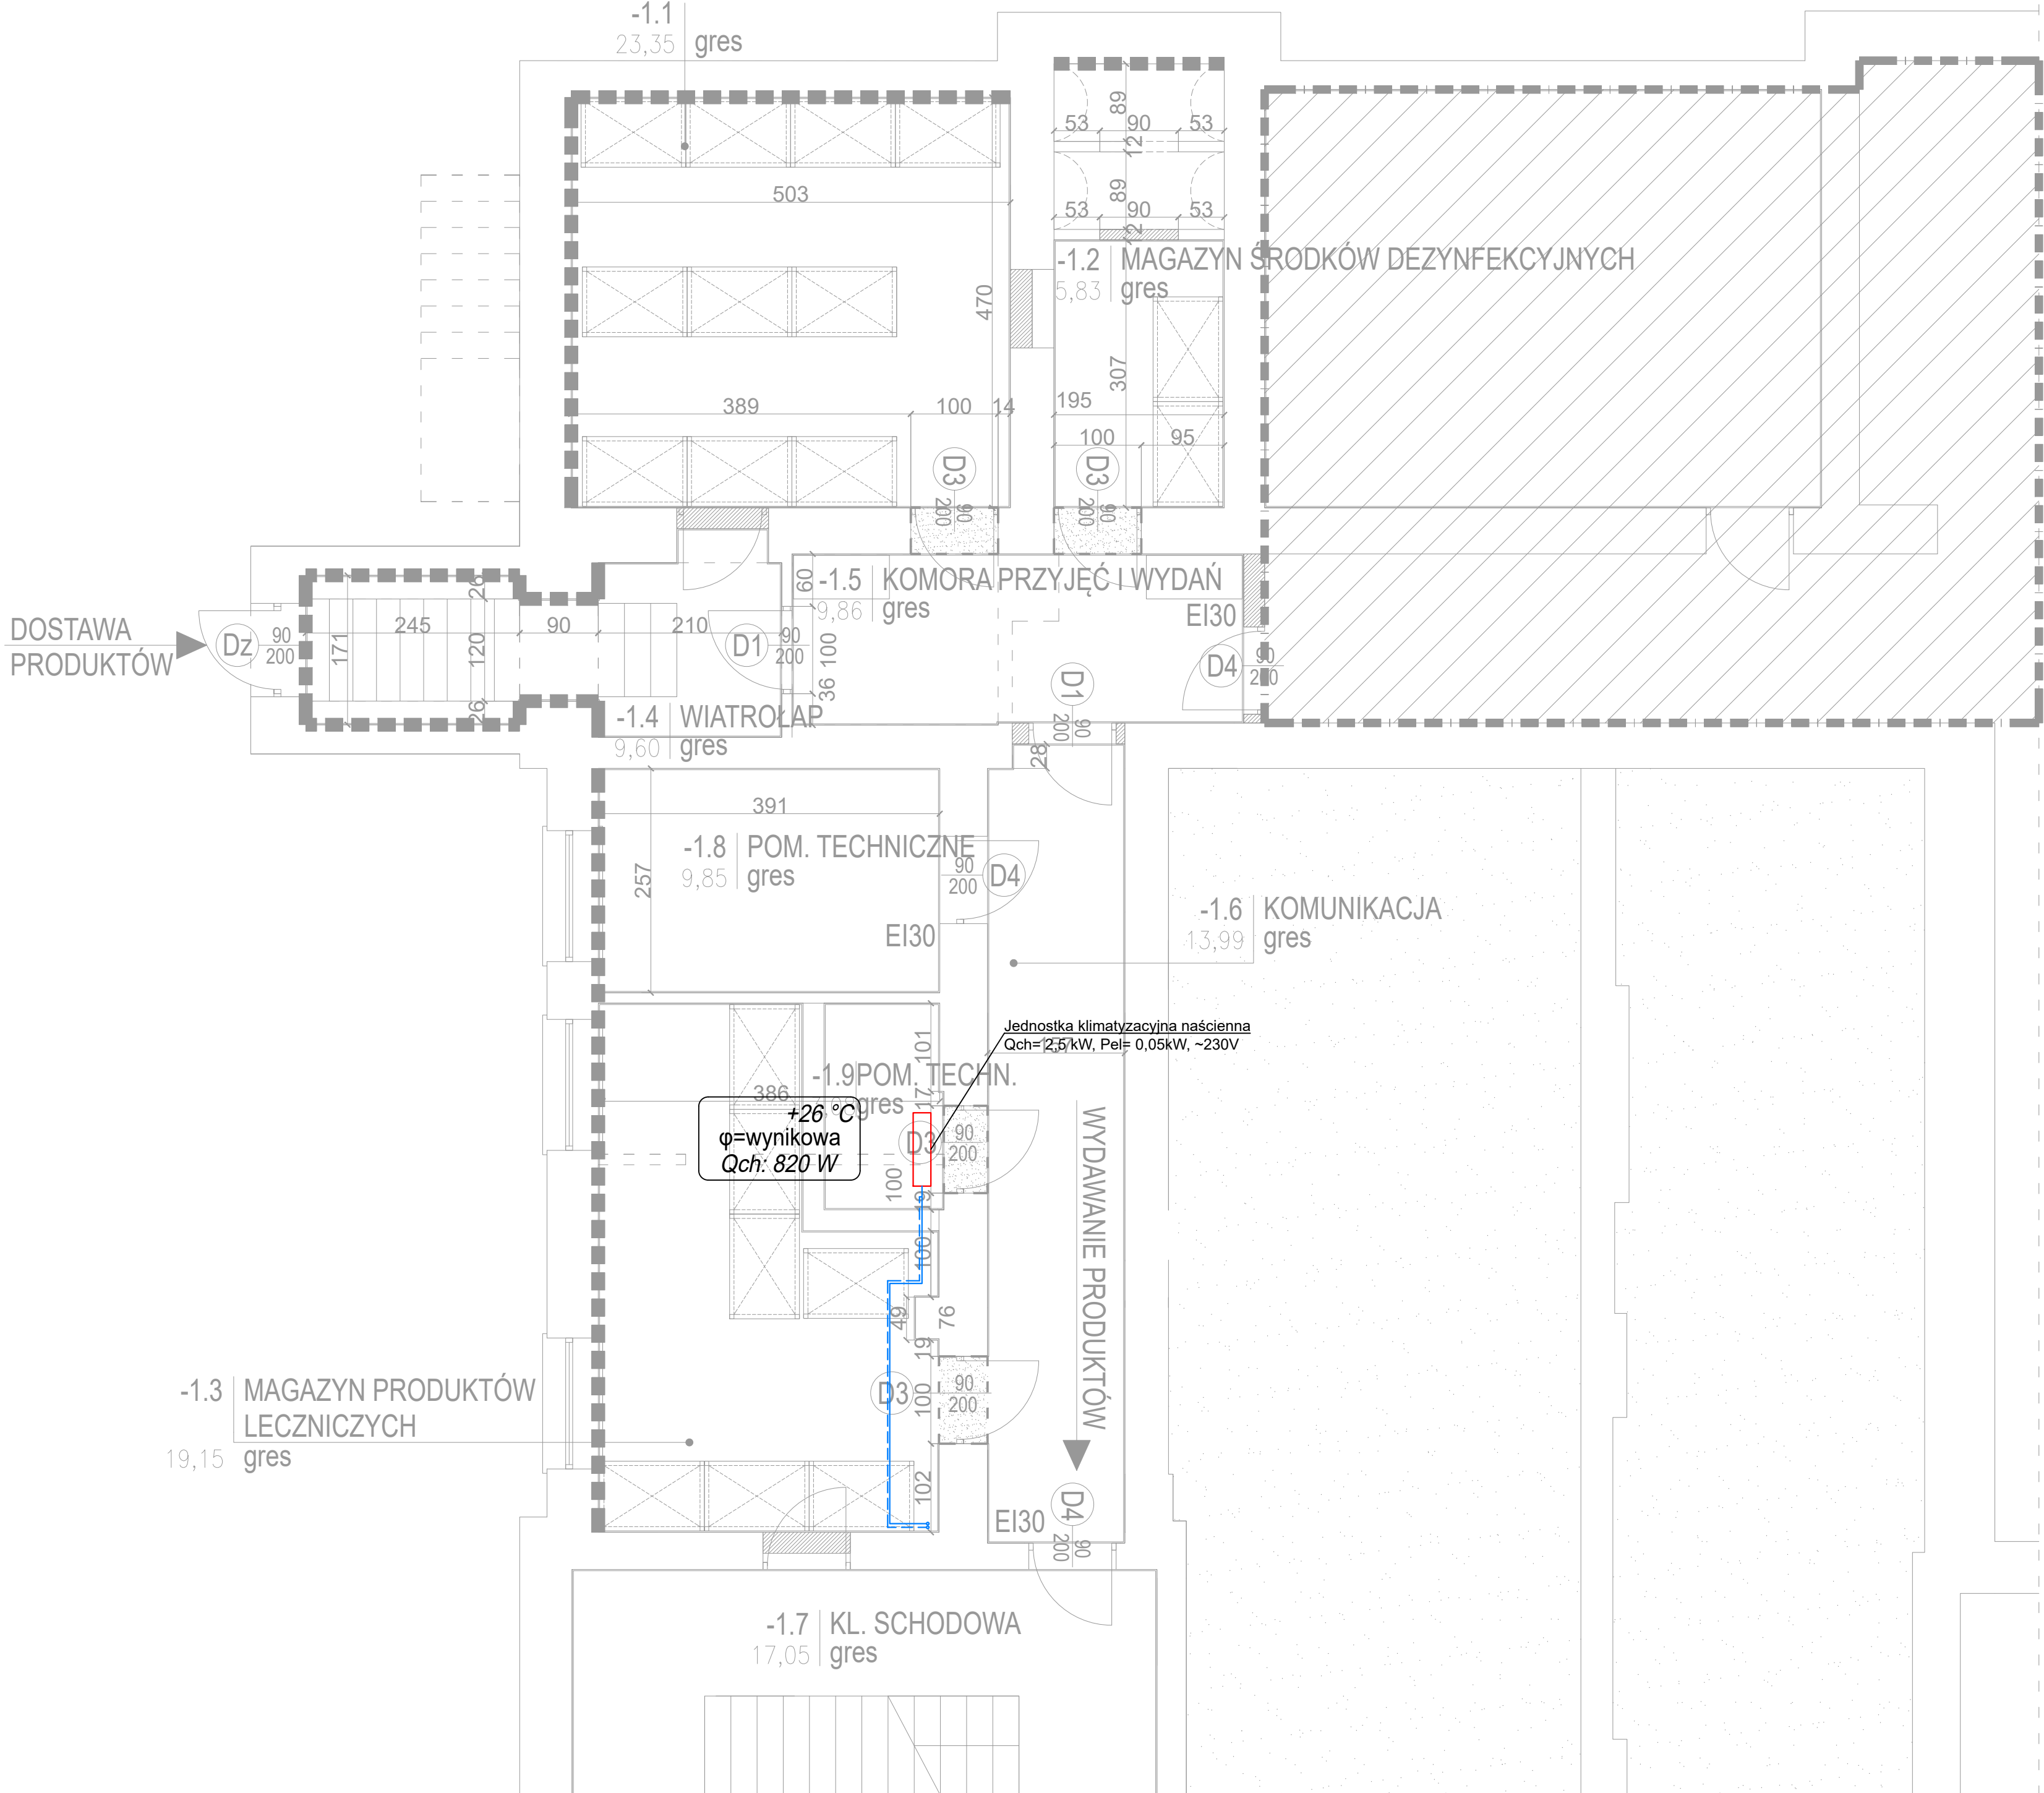 -1.1
23,35 gres
89
53 90 53
12
89
53 90 53
12
503
-1.2 MAGAZYN ŚRODKÓW DEZYNFEKCYJNYCH
5,83 gres
470
307
389 100 14
195
100 95
D3
90
200
D3
90
200
DOSTAWA
PRODUKTÓW
Dz
90
200
171
245
26
120
26
90
210
D1
90
200
60
100
36
-1.5 KOMORA PRZYJĘĆ I WYDAŃ
9,86 gres
EI30
D4
90
200
D1
90
200
28
-1.4 WIATROŁAP
9,60 gres
391
257
-1.8 POM. TECHNICZNE
9,85 gres
90
200
D4
EI30
-1.6 KOMUNIKACJA
13,99 gres
Jednostka klimatyzacyjna naścienna
Qch= 2,5 kW, Pel= 0,05kW, ~230V
157
101
17
-1.9 POM. TECHN.
gres
386
+26 °C
φ=wynikowa
Qch: 820 W
D3
90
200
100
19
100
49
76
19
WYDAWANIE PRODUKTÓW
D3
90
200
100
102
-1.3 MAGAZYN PRODUKTÓW
LECZNICZYCH
19,15 gres
EI30
D4
90
200
-1.7 KL. SCHODOWA
17,05 gres